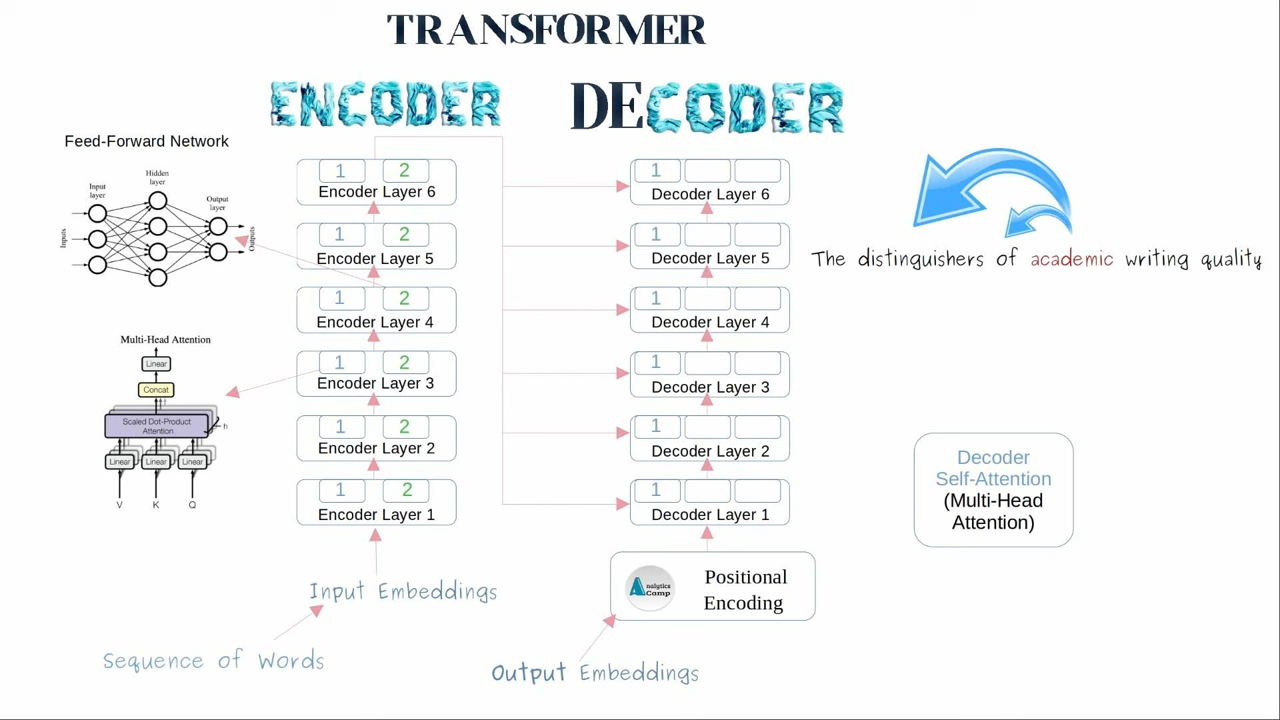 TRANSFORMER
ENCODER
DECODER
Feed-Forward Network
Input
layer
Hidden
layer
Output
layer
Inputs
Outputs
Multi-Head Attention
Linear
Concat
Scaled Dot-Product
Attention
h
Linear Linear Linear
V K Q
1 2
Encoder Layer 6
1 2
Encoder Layer 5
1 2
Encoder Layer 4
1 2
Encoder Layer 3
1 2
Encoder Layer 2
1 2
Encoder Layer 1
Input Embeddings
Sequence of Words
1
Decoder Layer 6
1
Decoder Layer 5
1
Decoder Layer 4
1
Decoder Layer 3
1
Decoder Layer 2
1
Decoder Layer 1
Analytics
Camp
Positional
Encoding
Output Embeddings
The distinguishers of academic writing quality
Decoder
Self-Attention
(Multi-Head
Attention)